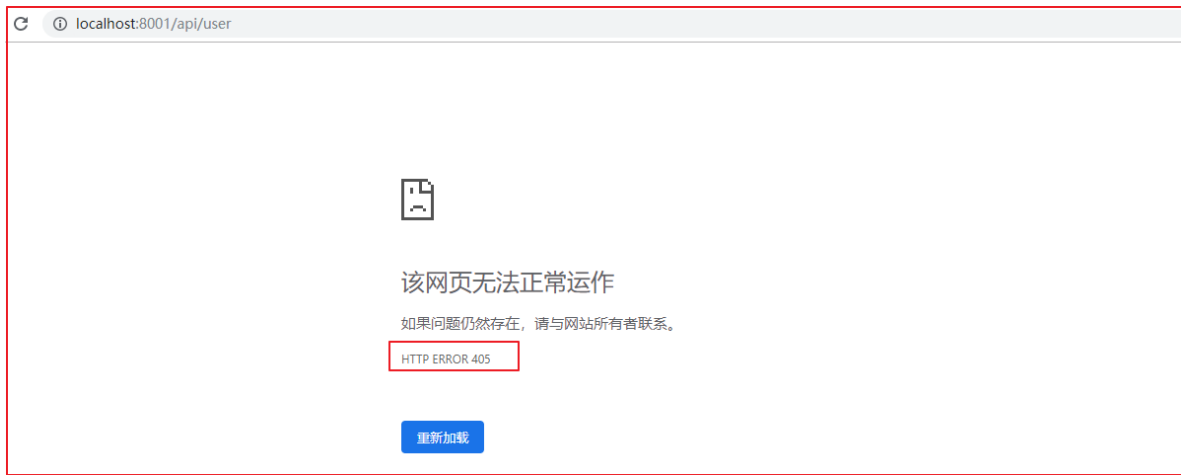 localhost:8001/api/user
该网页无法正常运作
如果问题仍然存在，请与网站所有者联系。
HTTP ERROR 405
重新加载